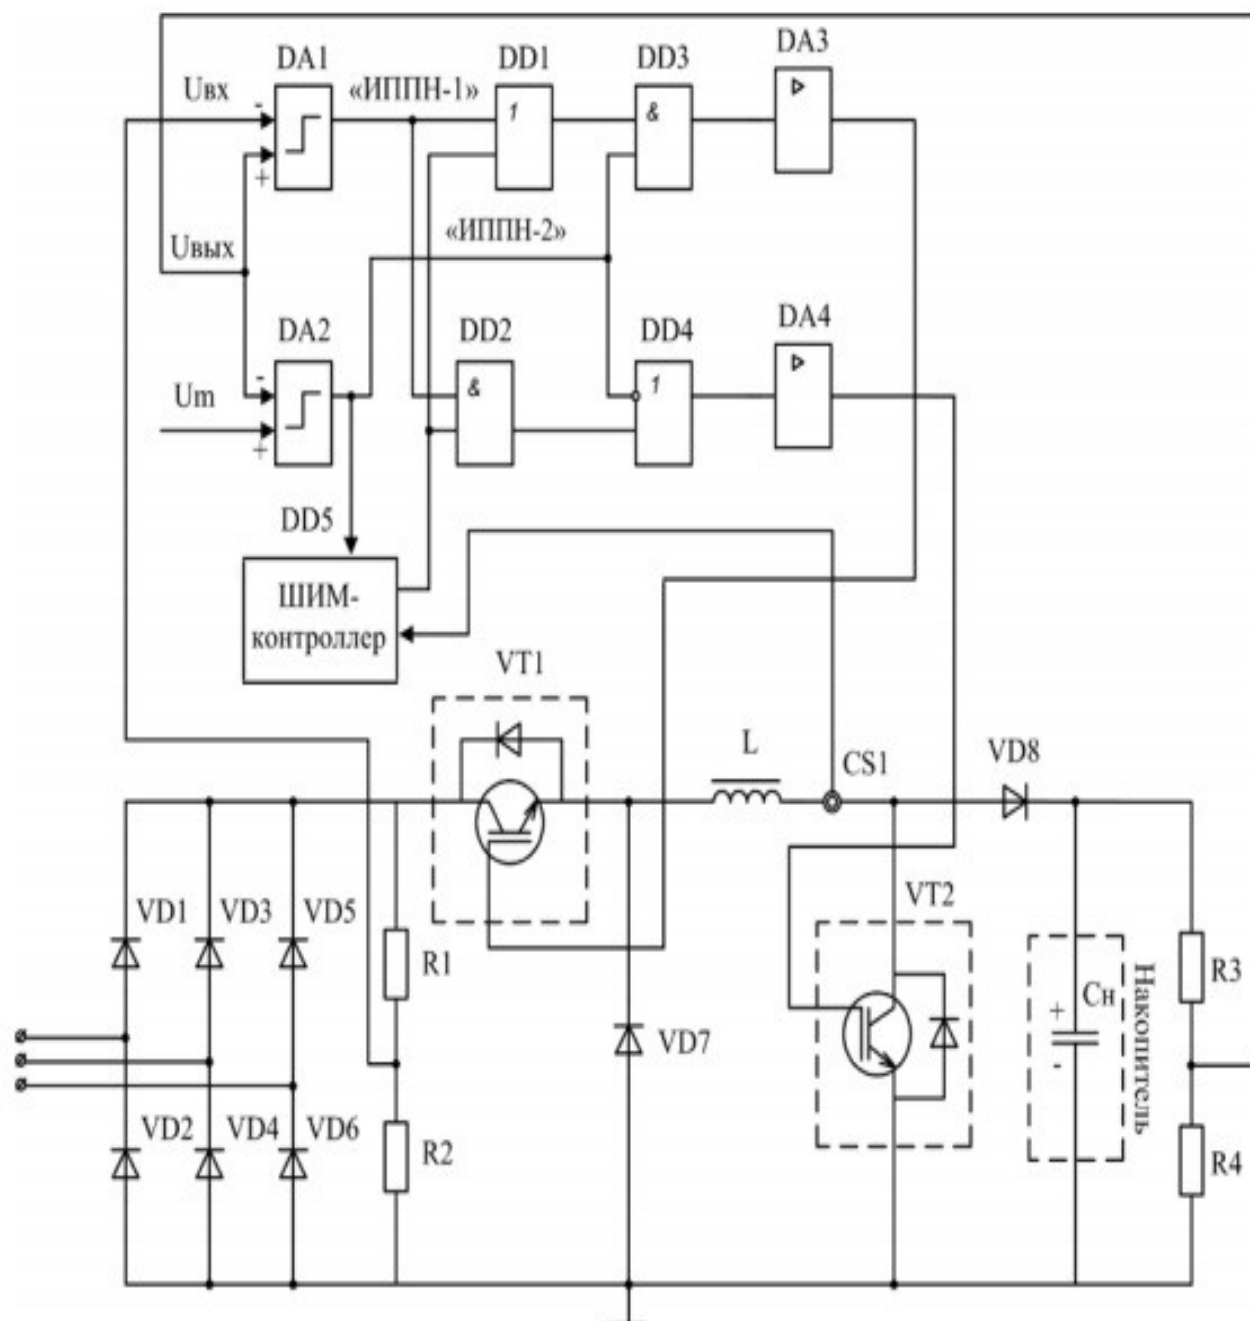 DA1
DD1
DD3
DA3
Uвх
«ИППН-1»
-
+
1
&
Uвых
«ИППН-2»
DA2
DD2
DD4
DA4
Um
-
+
&
1
DD5
ШИМ-
контроллер
VT1
L
CS1
VD8
VT2
VD1
VD3
VD5
R1
R3
Накопитель
Сн
+
-
VD7
VD2
VD4
VD6
R2
R4